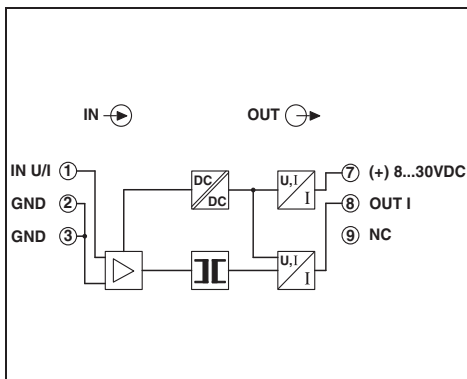 IN
OUT
IN U/I 1
GND 2
GND 3
DC
DC
U,I
I
7 (+) 8...30VDC
8 OUT I
9 NC
U,I
I